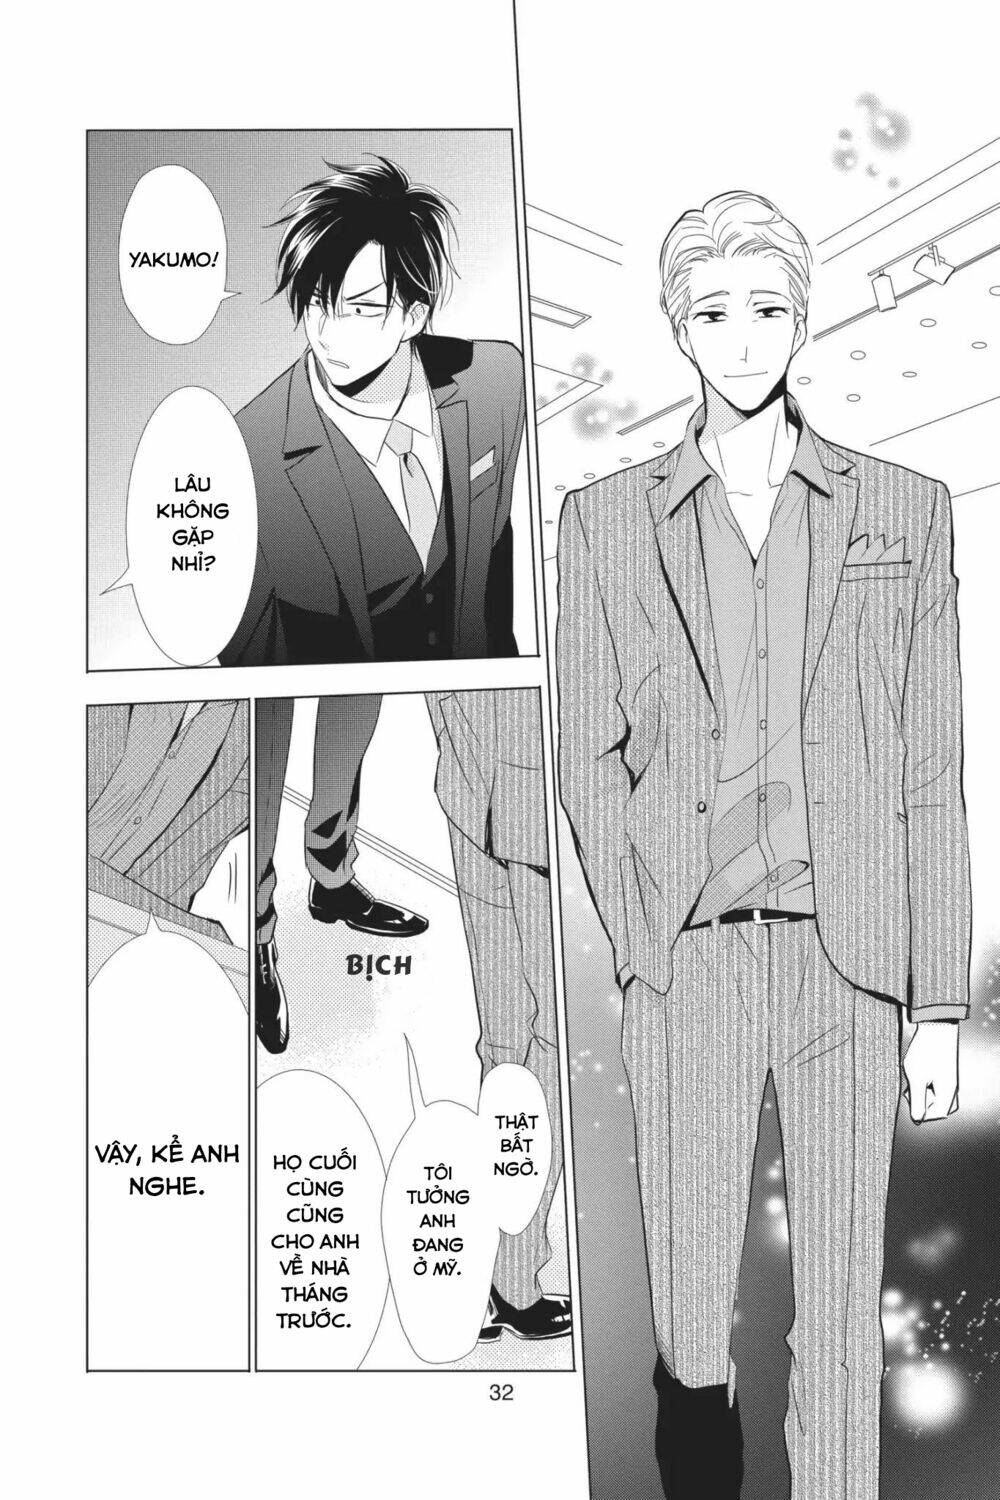 YAKUMO!
LÂU
KHÔNG
GẶP
NHỈ?
BỊCH
THẬT
BẤT
NGỜ.
TÔI
TƯỞNG
ANH
ĐANG
Ở MỸ.
HỌ CUỐI
CÙNG
CŨNG
CHO ANH
VỀ NHÀ
THÁNG
TRƯỚC.
VẬY, KỂ ANH
NGHE.
32